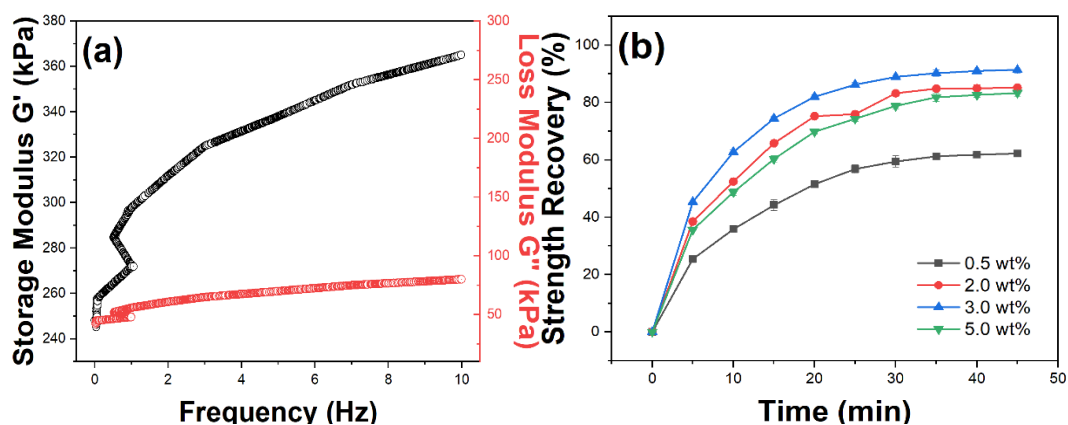 (a)
Storage Modulus G' (kPa)
380
360
340
320
300
280
260
240
0
2
4
6
8
10
Frequency (Hz)
300
250
200
150
100
50
Loss Modulus G'' (kPa)
(b)
Strength Recovery (%)
100
80
60
40
20
0
0
10
20
30
40
50
Time (min)
0.5 wt%
2.0 wt%
3.0 wt%
5.0 wt%